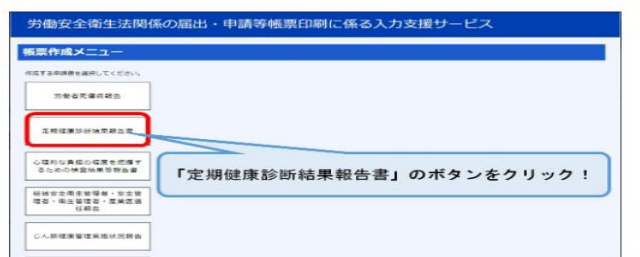 労働安全衛生法関係の届出・申請等帳票印刷に係る入力支援サービス
帳票作成メニュー
作成する申請書を選択してください。
労働者死傷病報告
定期健康診断結果報告書
「定期健康診断結果報告書」のボタンをクリック！
心理的な負担の程度を把握す
るための検査結果等報告書
総括安全衛生管理者・安全管
理者・衛生管理者・産業医選
任報告
じん肺健康管理実施状況報告